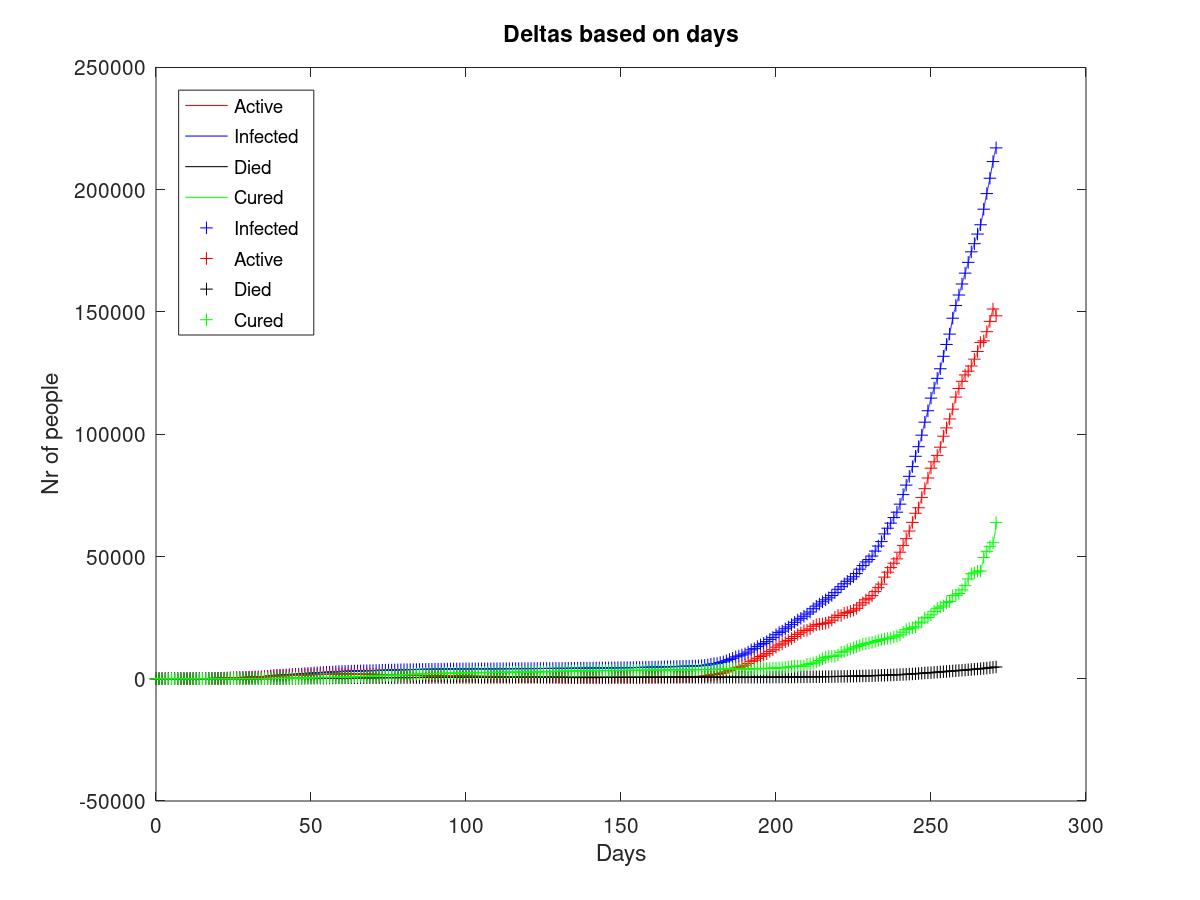 Deltas based on days
250000
200000
150000
100000
50000
0
-50000
Nr of people
Active
Infected
Died
Cured
Infected
Active
Died
Cured
0 50 100 150 200 250 300
Days